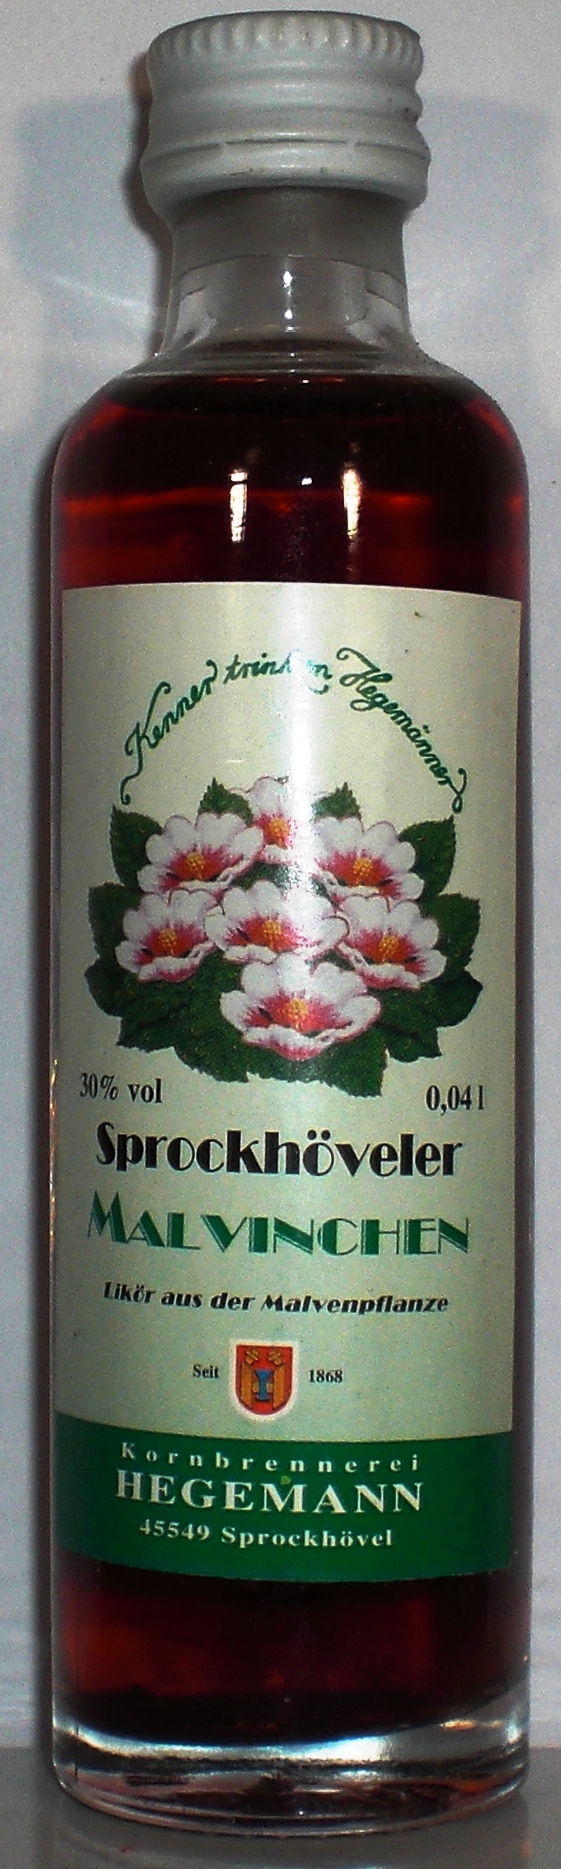 Kenner trinken Hegemänner
30% vol 0,04 l
Sprockhöveler
MALVINCHEN
Likör aus der Malvenpflanze
Seit 1868
Kornbrennerei
HEGEMANN
45549 Sprockhövel